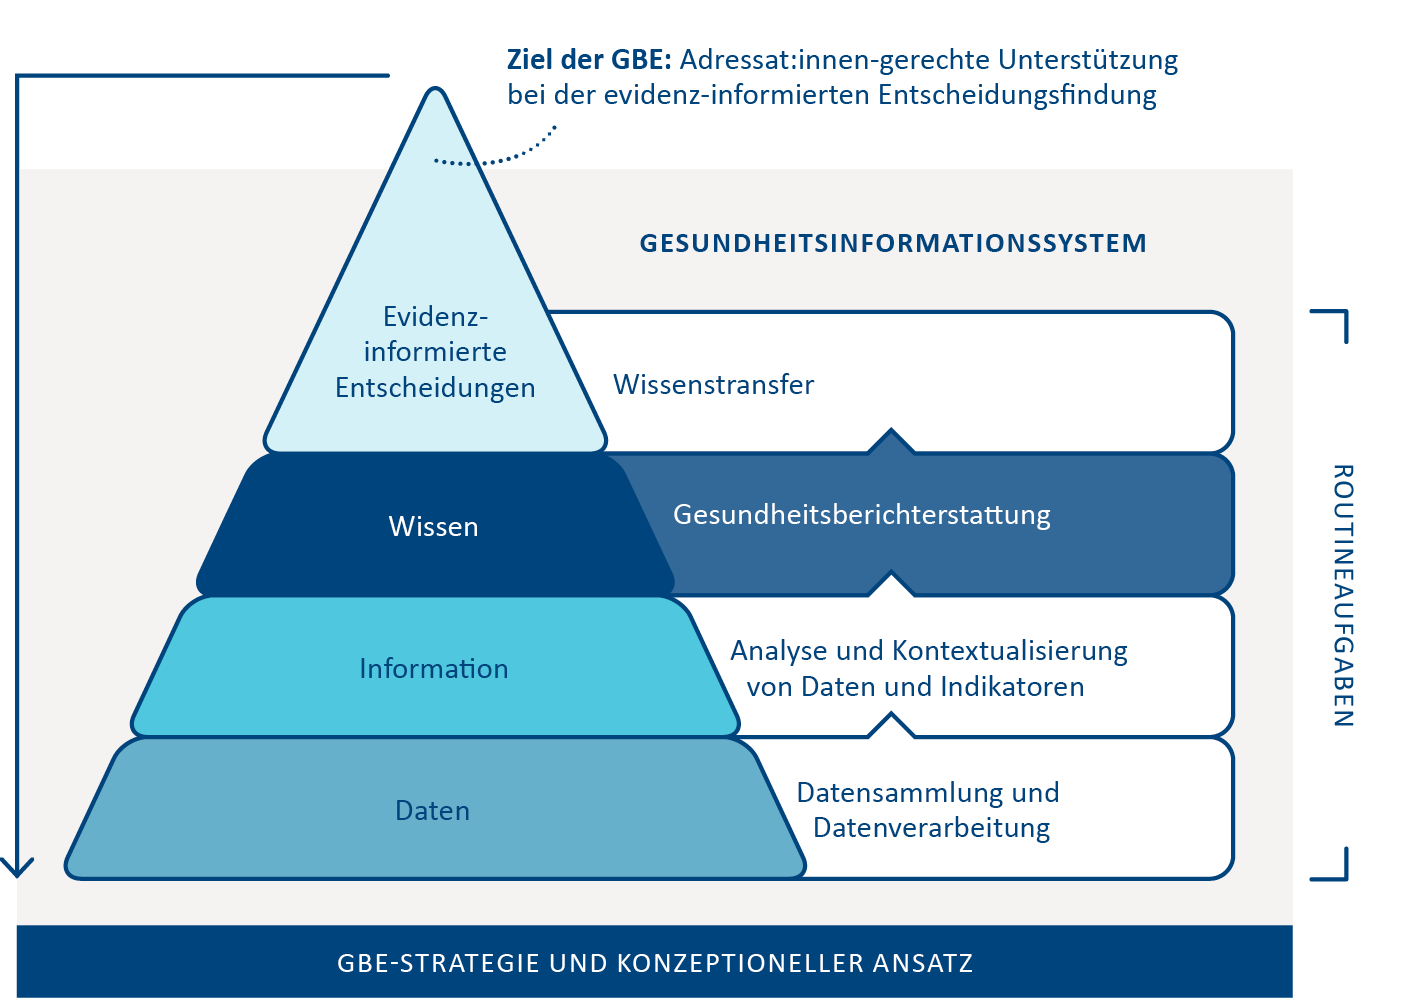 Ziel der GBE: Adressat:innen-gerechte Unterstützung
bei der evidenz-informierten Entscheidungsfindung
GESUNDHEITSINFORMATIONSSYSTEM
Evidenz-
informierte
Entscheidungen
Wissenstransfer
Wissen
Gesundheitsberichterstattung
Information
Analyse und Kontextualisierung
von Daten und Indikatoren
Daten
Datensammlung und
Datenverarbeitung
ROUTINEAUFGABEN
GBE-STRATEGIE UND KONZEPTIONELLER ANSATZ